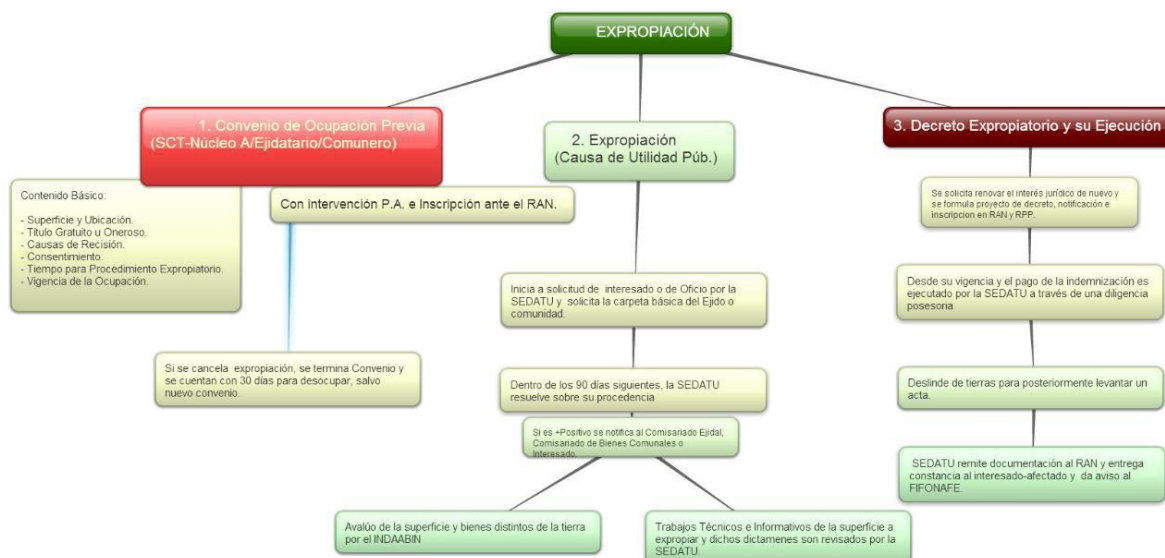 EXPROPIACIÓN
1. Convenio de Ocupación Previa
(SCT-Núcleo A/Ejidatario/Comunero)
Contenido Básico:
- Superficie y Ubicación.
- Título Gratuito u Oneroso.
- Causas de Recisión.
- Consentimiento.
- Tiempo para Procedimiento Expropiatorio.
- Vigencia de la Ocupación.
Con intervención P.A. e Inscripción ante el RAN.
Si se cancela expropiación, se termina Convenio y
se cuentan con 30 días para desocupar, salvo
nuevo convenio.
2. Expropiación
(Causa de Utilidad Púb.)
Inicia a solicitud de interesado o de Oficio por la
SEDATU y solicita la carpeta básica del Ejido o
comunidad.
Dentro de los 90 días siguientes, la SEDATU
resuelve sobre su procedencia
Si es +Positivo se notifica al Comisariado Ejidal,
Comisariado de Bienes Comunales o
Interesado.
Avalúo de la superficie y bienes distintos de la tierra
por el INDAABIN
Trabajos Técnicos e Informativos de la superficie a
expropiar y dichos dictamenes son revisados por la
SEDATU.
3. Decreto Expropiatorio y su Ejecución
Se solicita renovar el interés jurídico de nuevo y
se formula proyecto de decreto, notificación e
inscripcion en RAN y RPP.
Desde su vigencia y el pago de la indemnización es
ejecutado por la SEDATU a través de una diligencia
posesoria
Deslinde de tierras para posteriormente levantar un
acta.
SEDATU remite documentación al RAN y entrega
constancia al interesado-afectado y da aviso al
FIFONAFE.